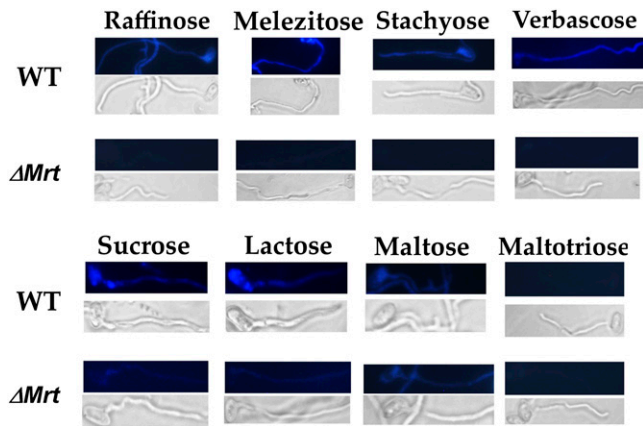 Raffinose Melezitose Stachyose Verbascose
WT
ΔMrt
Sucrose Lactose Maltose Maltotriose
WT
ΔMrt